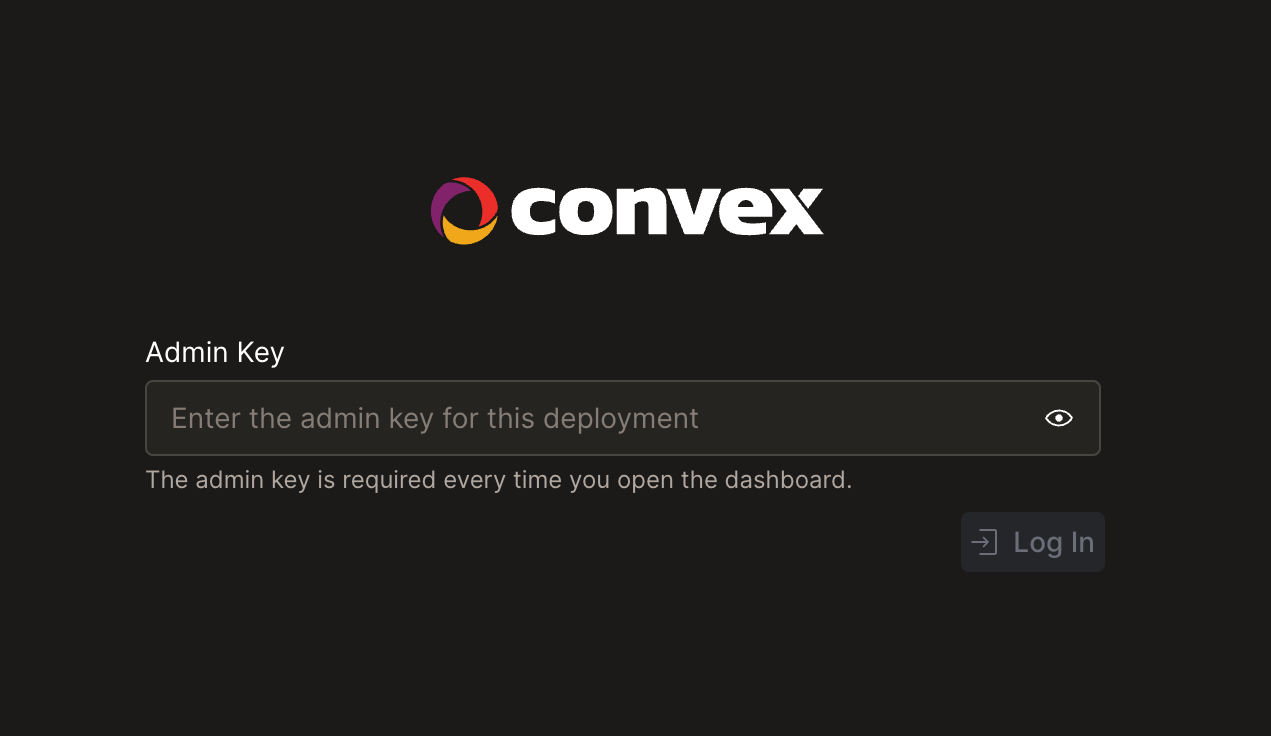 convex
Admin Key
Enter the admin key for this deployment
The admin key is required every time you open the dashboard.
Log In